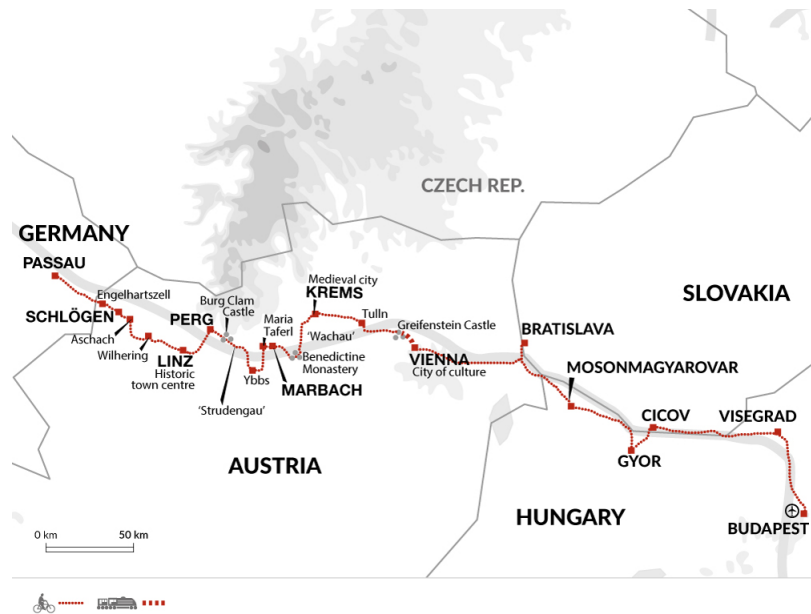 CZECH REP.
GERMANY
PASSAU
Engelhartszell
SCHLÖGEN
Aschach
Wilhering
LINZ
Historic
town centre
PERG
Burg Clam
Castle
'Strudengau'
Ybbs
Maria
Taferl
MARBACH
Benedictine
Monastery
Medieval city
KREMS
'Wachau'
Tulln
Greifenstein Castle
VIENNA
City of culture
SLOVAKIA
BRATISLAVA
MOSONMAGYAROVAR
GYOR
CICOV
VISEGRAD
BUDAPEST
AUSTRIA
HUNGARY
0 km
50 km